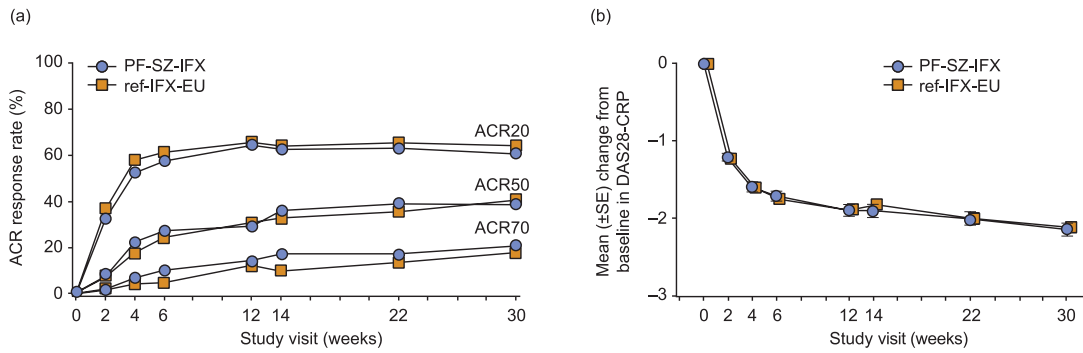 (a)
PF-SZ-IFX
ref-IFX-EU
ACR response rate (%)
100
80
60
40
20
0
ACR20
ACR50
ACR70
0 2 4 6 12 14 22 30
Study visit (weeks)
(b)
PF-SZ-IFX
ref-IFX-EU
Mean (±SE) change from
baseline in DAS28-CRP
0
–1
–2
–3
0 2 4 6 12 14 22 30
Study visit (weeks)